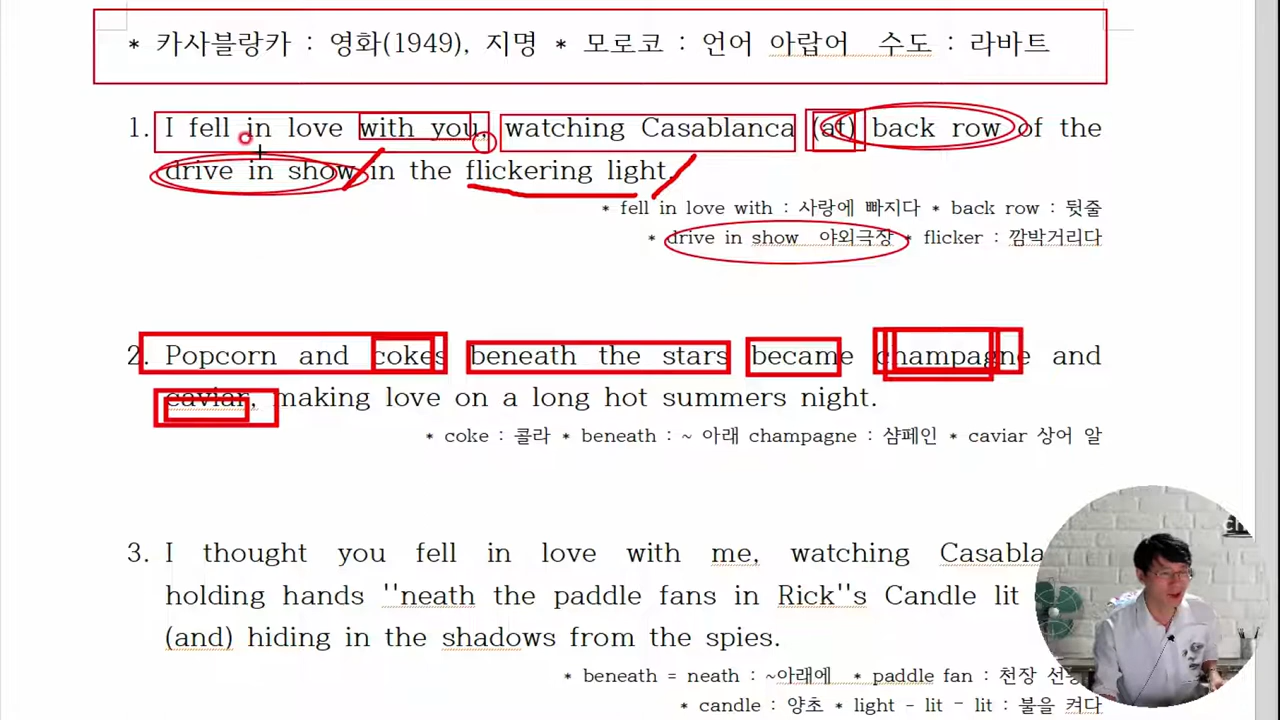 * 카사블랑카 : 영화(1949), 지명 * 모로코 : 언어 아랍어 수도 : 라바트
1. I fell in love with you, watching Casablanca (at) back row of the
drive in show in the flickering light.
* fell in love with : 사랑에 빠지다 * back row : 뒷줄
* drive in show 야외극장 * flicker : 깜박거리다
2. Popcorn and cokes beneath the stars became champagne and
caviar, making love on a long hot summers night.
* coke : 콜라 * beneath : ~ 아래 champagne : 샴페인 * caviar 상어 알
3. I thought you fell in love with me, watching
holding hands "neath the paddle fans in Rick"s Candle lit
(and) hiding in the shadows from the spies.
* beneath = neath : ~아래에 * paddle fan : 천장
* candle : 양초 * light - lit - lit : 불을 켜다